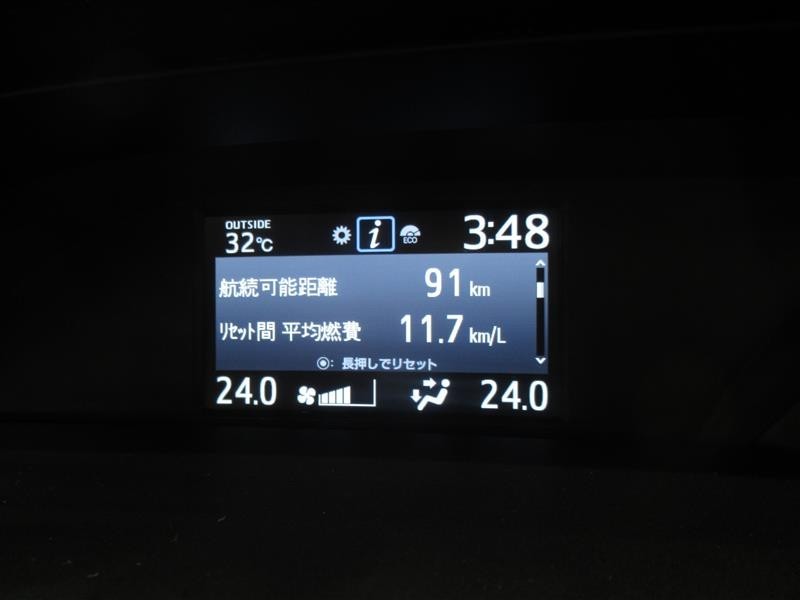 OUTSIDE
32℃
i
ECO
3:48
航続可能距離 91 km
ﾘｾｯﾄ間 平均燃費 11.7 km/L
◉: 長押しでリセット
24.0
24.0